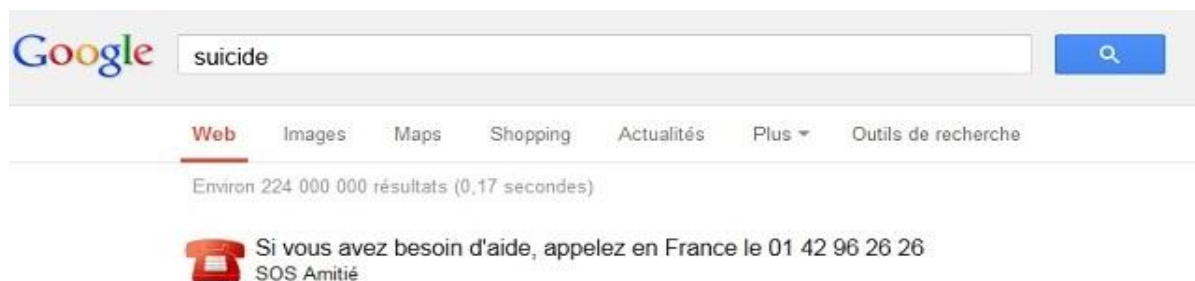 Google suicide
Web Images Maps Shopping Actualités Plus Outils de recherche
Environ 224 000 000 résultats (0,17 secondes)
Si vous avez besoin d'aide, appelez en France le 01 42 96 26 26
SOS Amitié